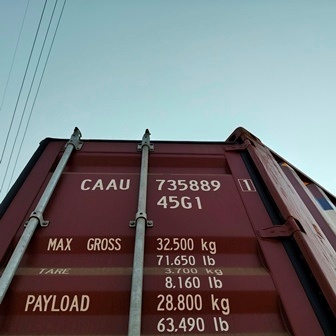 CAAU 735889 1
45G1
MAX GROSS 32.500 kg
71.650 lb
TARE 3.700 kg
8.160 lb
PAYLOAD 28.800 kg
63.490 lb